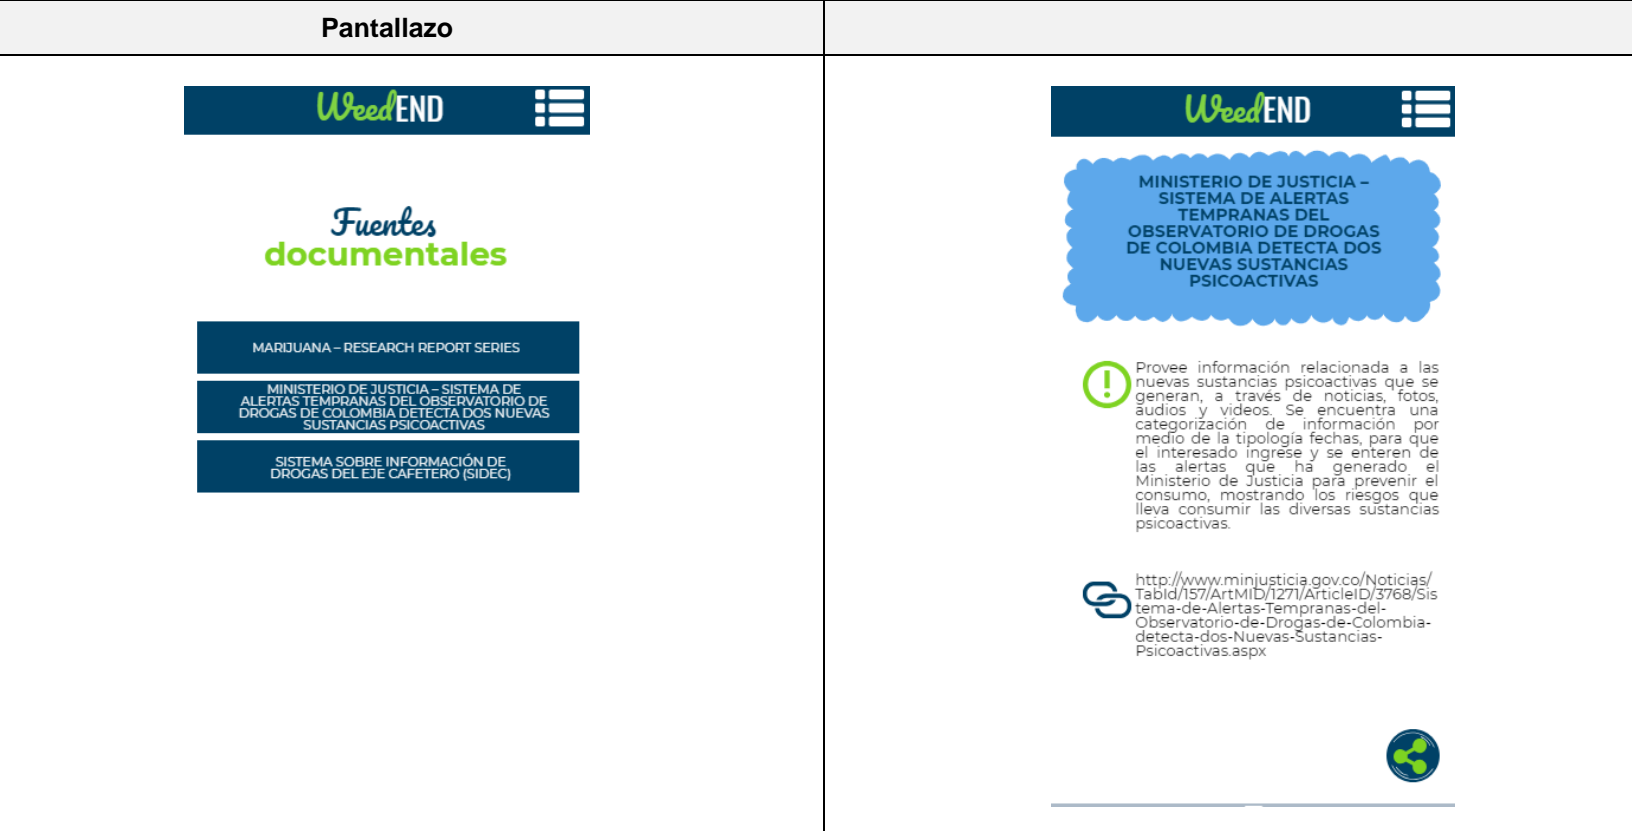 Pantallazo
WeedEND
Fuentes
documentales
MARIJUANA – RESEARCH REPORT SERIES
MINISTERIO DE JUSTICIA – SISTEMA DE
ALERTAS TEMPRANAS DEL OBSERVATORIO DE
DROGAS DE COLOMBIA DETECTA DOS NUEVAS
SUSTANCIAS PSICOACTIVAS
SISTEMA SOBRE INFORMACIÓN DE
DROGAS DEL EJE CAFETERO (SIDEC)
WeedEND
MINISTERIO DE JUSTICIA –
SISTEMA DE ALERTAS
TEMPRANAS DEL
OBSERVATORIO DE DROGAS
DE COLOMBIA DETECTA DOS
NUEVAS SUSTANCIAS
PSICOACTIVAS
Provee información relacionada a las
nuevas sustancias psicoactivas que se
generan, a través de noticias, fotos,
audios y videos. Se encuentra una
categorización de información por
medio de la tipología fechas, para que
el interesado ingrese y se enteren de
las alertas que ha generado el
Ministerio de Justicia para prevenir el
consumo, mostrando los riesgos que
lleva consumir las diversas sustancias
psicoactivas.
http://www.minjusticia.gov.co/Noticias/
TabId/157/ArtMID/1271/ArticleID/3768/Sis
tema-de-Alertas-Tempranas-del-
Observatorio-de-Drogas-de-Colombia-
detecta-dos-Nuevas-Sustancias-
Psicoactivas.aspx